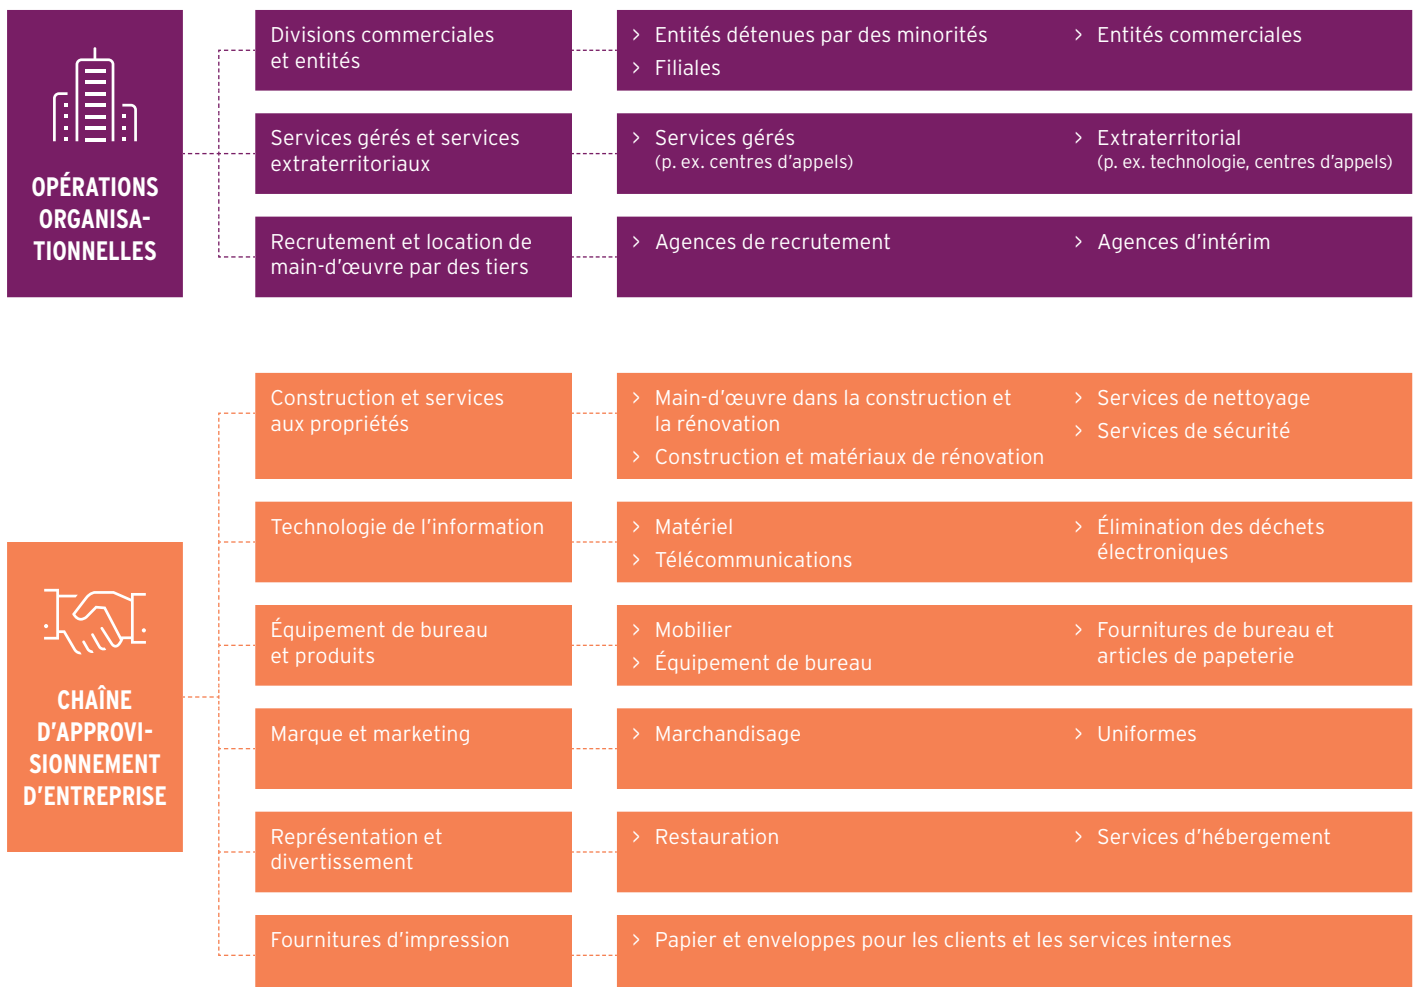 OPÉRATIONS
ORGANISA-
TIONNELLES
Divisions commerciales
et entités
> Entités détenues par des minorités
> Filiales
> Entités commerciales
Services gérés et services
extraterritoriaux
> Services gérés
(p. ex. centres d'appels)
> Extraterritorial
(p. ex. technologie, centres d'appels)
Recrutement et location de
main-d'œuvre par des tiers
> Agences de recrutement
> Agences d'intérim
CHAÎNE
D'APPROVI-
SIONNEMENT
D'ENTREPRISE
Construction et services
aux propriétés
> Main-d'œuvre dans la construction et
la rénovation
> Construction et matériaux de rénovation
> Services de nettoyage
> Services de sécurité
Technologie de l'information
> Matériel
> Télécommunications
> Élimination des déchets
électroniques
Équipement de bureau
et produits
> Mobilier
> Équipement de bureau
> Fournitures de bureau et
articles de papeterie
Marque et marketing
> Marchandisage
> Uniformes
Représentation et
divertissement
> Restauration
> Services d'hébergement
Fournitures d'impression
> Papier et enveloppes pour les clients et les services internes